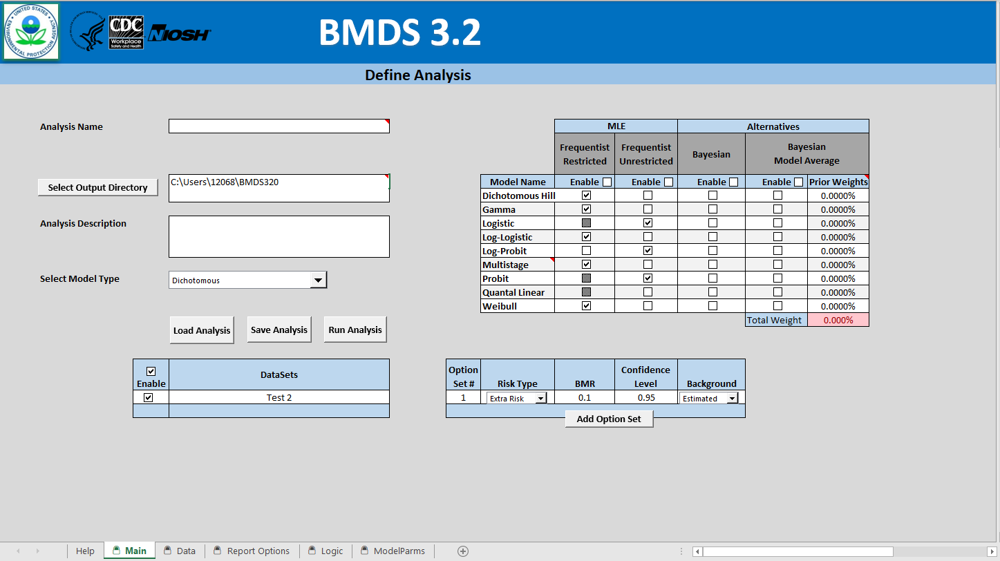 UNITED STATES
ENVIRONMENTAL PROTECTION AGENCY
CDC
Workplace
Safety and Health
NIOSH®
BMDS 3.2
Define Analysis
Analysis Name
Select Output Directory
C:\Users\12068\BMDS320
Analysis Description
Select Model Type
Dichotomous
Load Analysis
Save Analysis
Run Analysis
Enable DataSets
Test 2
MLE Alternatives
Frequentist Restricted
Frequentist Unrestricted
Bayesian
Bayesian Model Average
Model Name Enable Enable Enable Enable Prior Weights
Dichotomous Hill 0.0000%
Gamma 0.0000%
Logistic 0.0000%
Log-Logistic 0.0000%
Log-Probit 0.0000%
Multistage 0.0000%
Probit 0.0000%
Quantal Linear 0.0000%
Weibull 0.0000%
Total Weight 0.000%
Option Set # Risk Type BMR Confidence Level Background
1 Extra Risk 0.1 0.95 Estimated
Add Option Set
Help Main Data Report Options Logic ModelParms